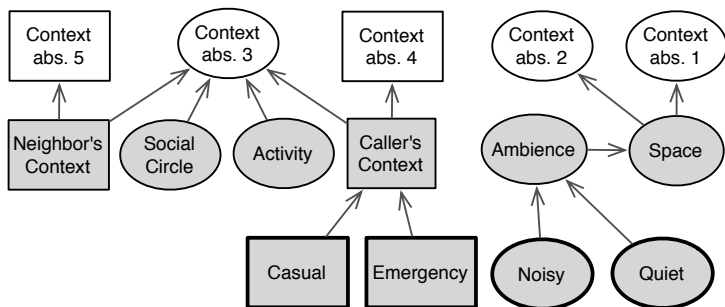 Context
abs. 5
Context
abs. 3
Context
abs. 4
Context
abs. 2
Context
abs. 1
Neighbor's
Context
Social
Circle
Activity
Caller's
Context
Ambience
Space
Casual
Emergency
Noisy
Quiet